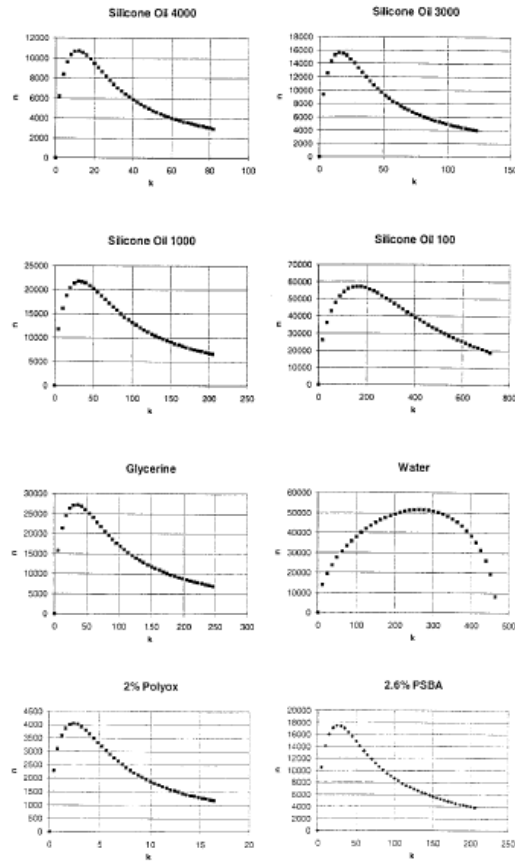 Silicone Oil 4000
12000
10000
8000
6000
4000
2000
0
n
0 20 40 60 80 100
k
Silicone Oil 3000
18000
16000
14000
12000
10000
8000
6000
4000
2000
0
n
0 50 100 150
k
Silicone Oil 1000
25000
20000
15000
10000
5000
0
n
0 50 100 150 200 250
k
Silicone Oil 100
70000
60000
50000
40000
30000
20000
10000
0
n
0 200 400 600 800
k
Glycerine
30000
25000
20000
15000
10000
5000
0
n
0 50 100 150 200 250 300
k
Water
60000
50000
40000
30000
20000
10000
0
n
0 100 200 300 400 500
k
2% Polyox
4500
4000
3500
3000
2500
2000
1500
1000
500
0
n
0 5 10 15 20
k
2.6% PSBA
20000
18000
16000
14000
12000
10000
8000
6000
4000
2000
0
n
0 50 100 150 200 250
k